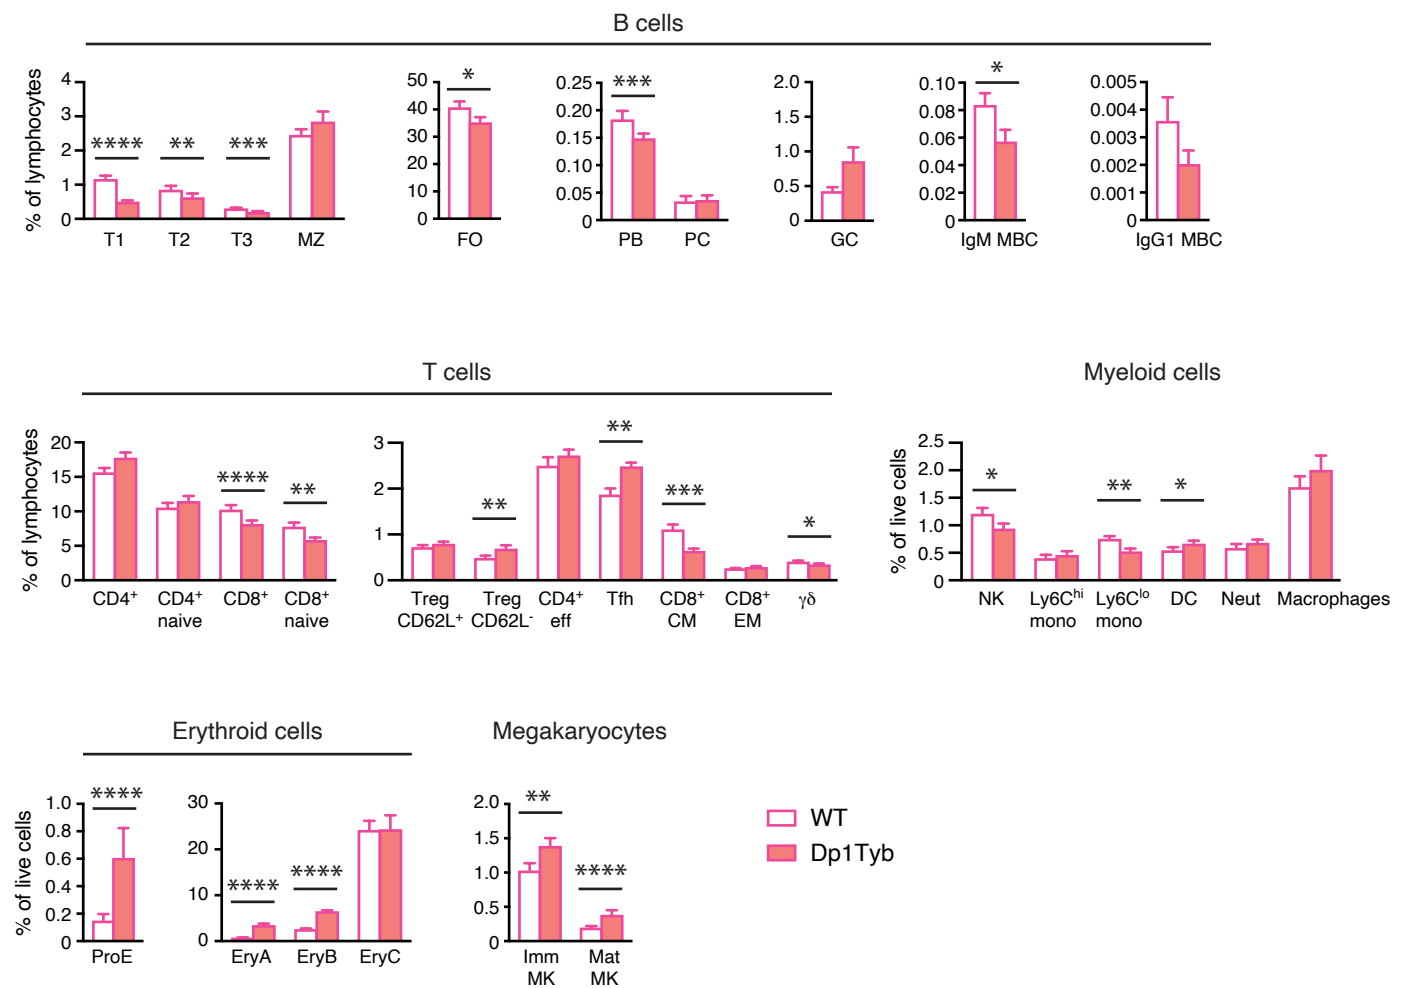 B cells
% of lymphocytes
4
3
2
1
0
**** ** ***
T1 T2 T3 MZ
50
40
30
20
10
0
*
FO
0.25
0.20
0.15
0.10
0.05
0
***
PB PC
2.0
1.5
1.0
0.5
0
GC
0.10
0.08
0.06
0.04
0.02
0
*
IgM MBC
0.005
0.004
0.003
0.002
0.001
0
IgG1 MBC
T cells
% of lymphocytes
20
15
10
5
0
**** **
CD4⁺ CD4⁺ CD8⁺ CD8⁺
naive naive
3
2
1
0
** ** *** *
Treg Treg CD4⁺ Tfh CD8⁺ CD8⁺ γδ
CD62L⁺ CD62L⁻ eff CM EM
Myeloid cells
% of live cells
2.5
2.0
1.5
1.0
0.5
0
* ** *
NK Ly6Cʰⁱ Ly6Cˡᵒ DC Neut Macrophages
mono mono
Erythroid cells
% of live cells
1.0
0.8
0.6
0.4
0.2
0
****
ProE
30
20
10
0
**** ****
EryA EryB EryC
Megakaryocytes
2.0
1.5
1.0
0.5
0
** ****
Imm Mat
MK MK
WT
Dp1Tyb